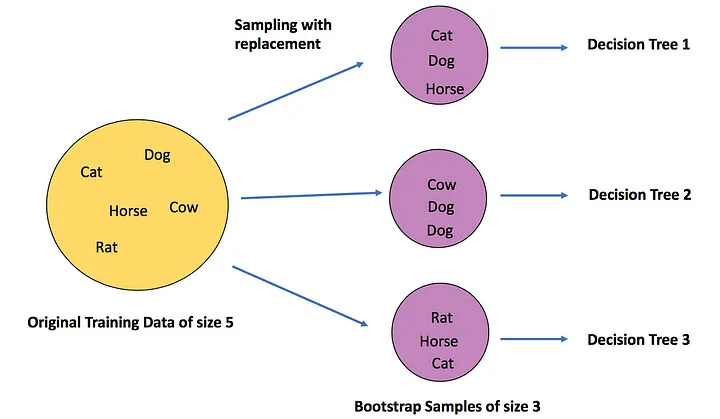 Sampling with
replacement
Cat
Dog
Horse
Decision Tree 1
Dog
Cat
Horse
Cow
Rat
Cow
Dog
Dog
Decision Tree 2
Original Training Data of size 5
Rat
Horse
Cat
Decision Tree 3
Bootstrap Samples of size 3